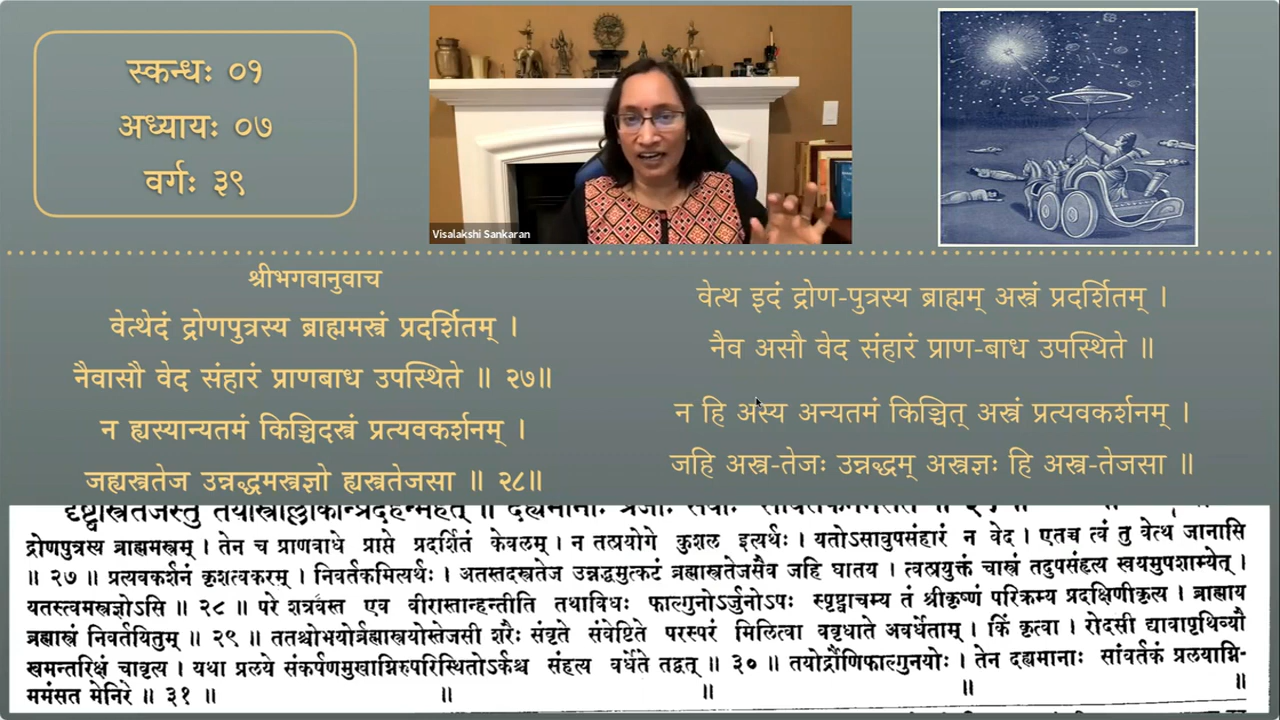 स्कन्धः ०१
अध्यायः ०७
वर्गः ३९
Visalakshi Sankaran
श्रीभगवानुवाच
वेत्थेदं द्रोणपुत्रस्य ब्राह्ममस्त्रं प्रदर्शितम् ।
नैवासौ वेद संहारं प्राणबाध उपस्थिते ॥ २७॥
न ह्यस्यान्यतमं किञ्चिदस्त्रं प्रत्यवकर्शनम् ।
जह्यस्त्रतेज उन्नद्धमस्त्रज्ञो ह्यस्त्रतेजसा ॥ २८॥
वेत्थ इदं द्रोण-पुत्रस्य ब्राह्मम् अस्त्रं प्रदर्शितम् ।
नैव असौ वेद संहारं प्राण-बाध उपस्थिते ॥
न हि अस्य अन्यतमं किञ्चित् अस्त्रं प्रत्यवकर्शनम् ।
जहि अस्त्र-तेजः उन्नद्धम् अस्त्रज्ञः हि अस्त्र-तेजसा ॥
द्रोणपुत्रस्य ब्राह्ममस्त्रम् । तेन च प्राणबाधे प्राप्ते प्रदर्शितं केवलम् । न तत्प्रयोगे कुशल इत्यर्थः । यतोऽसावुपसंहारं न वेद । एतच्च त्वं तु वेत्थ जानासि
॥ २७ ॥ प्रत्यवकर्शनं कृशत्वकरम् । निवर्तकमित्यर्थः । अतस्तदस्त्रतेज उन्नद्धमुत्कटं ब्रह्मास्त्रतेजसैव जहि घातय । त्वत्प्रयुक्तं चास्त्रं तदुपसंहृत्य स्वयमुपशाम्येत् ।
यतस्त्वमस्त्रज्ञोऽसि ॥ २८ ॥ परे शत्रवस्त एव वीरास्तान्हन्तीति तथाविधः फाल्गुनोऽर्जुनोऽपः स्पृष्ट्वाचम्य तं श्रीकृष्णं परिक्रम्य प्रदक्षिणीकृत्य । ब्राह्माय
ब्रह्मास्त्रं निवर्तयितुम् ॥ २९ ॥ ततश्चोभयोर्ब्रह्मास्त्रयोस्तेजसी शरैः संवृते संवेष्टिते परस्परं मिलित्वा ववृधाते अवर्धेताम् । किं कृत्वा । रोदसी द्यावापृथिव्यौ
खमन्तरिक्षं चावृत्य । यथा प्रलये संकर्षणमुखाग्निरुपरिस्थितोऽर्कश्च संहत्य वर्धेते तद्वत् ॥ ३० ॥ तयोर्द्रौणिफाल्गुनयोः । तेन दह्यमानाः सांवर्तकं प्रलयाग्नि-
ममंसत मेनिरे ॥ ३१ ॥ ॥ ॥ ॥ ॥